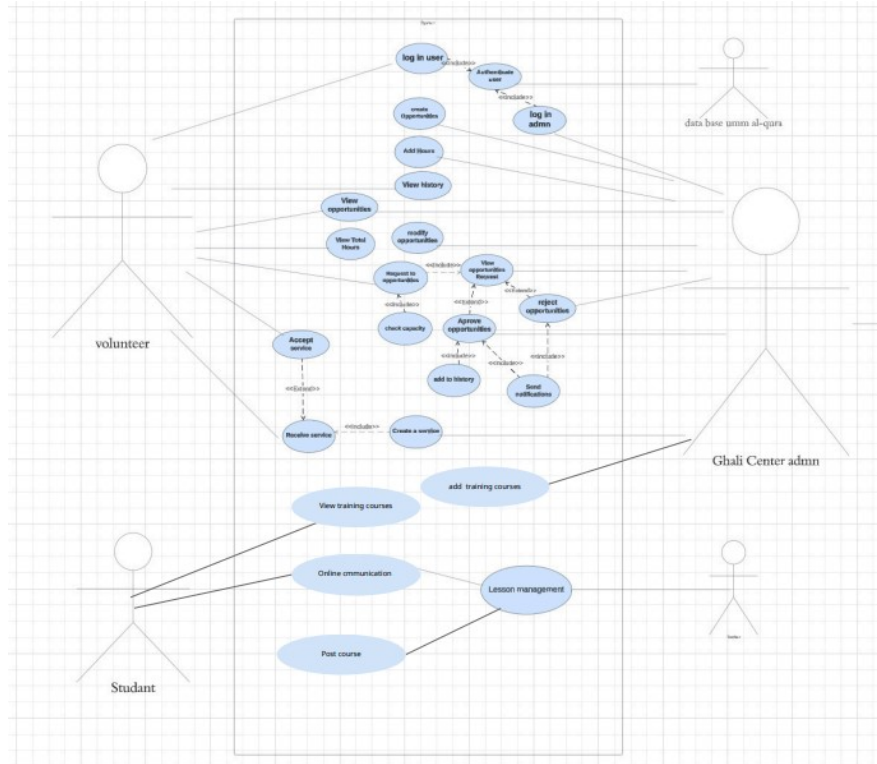 log in user
<<include>>
Authenticate
user
<<include>>
log in
admn
data base umm al-qura
create
Opportunities
Add Hours
View history
View
opportunities
View Total
Hours
modify
opportunities
Request to
opportunities
<<include>>
View
opportunities
Request
<<include>>
<<Extend>>
<<Extend>>
reject
opportunities
check capacity
Aprove
opportunities
<<include>>
<<include>>
<<include>>
add to history
Send
notifications
volunteer
Accept
service
<<Extend>>
Receive service
<<include>>
Create a service
Ghali Center admn
add training courses
View training courses
Online cmmunication
Lesson management
Post course
Studant